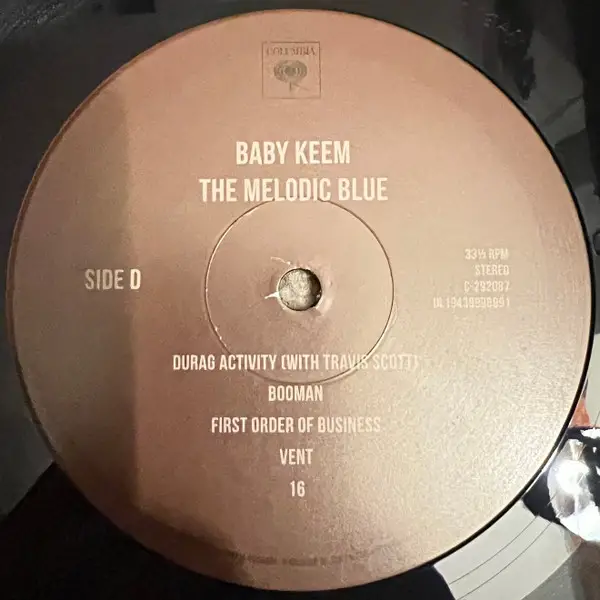 COLUMBIA
BABY KEEM
THE MELODIC BLUE
SIDE D
33⅓ RPM
STEREO
C-292087
DURAG ACTIVITY (WITH TRAVIS SCOTT)
BOOMAN
FIRST ORDER OF BUSINESS
VENT
16